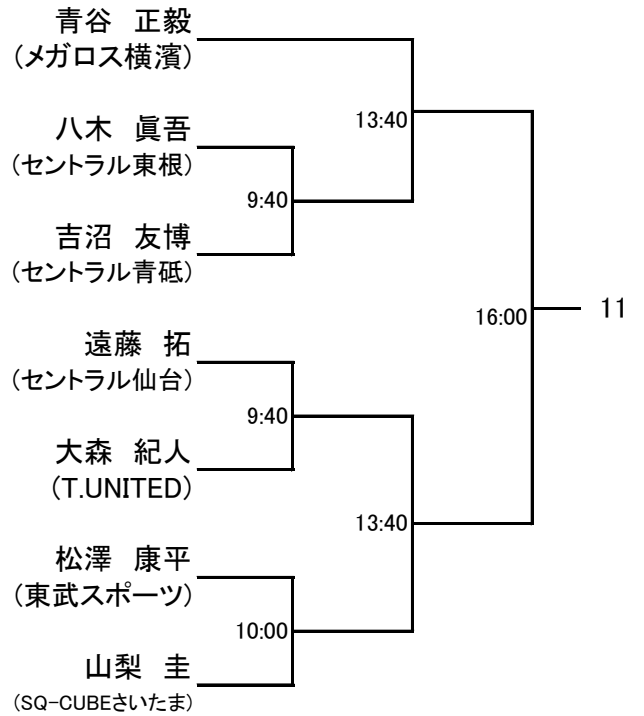 青谷　正毅
(メガロス横濱)
13:40
八木　眞吾
(セントラル東根)
9:40
吉沼　友博
(セントラル青砥)
16:00
11
遠藤　拓
(セントラル仙台)
9:40
大森　紀人
(T.UNITED)
13:40
松澤　康平
(東武スポーツ)
10:00
山梨　圭
(SQ-CUBEさいたま)